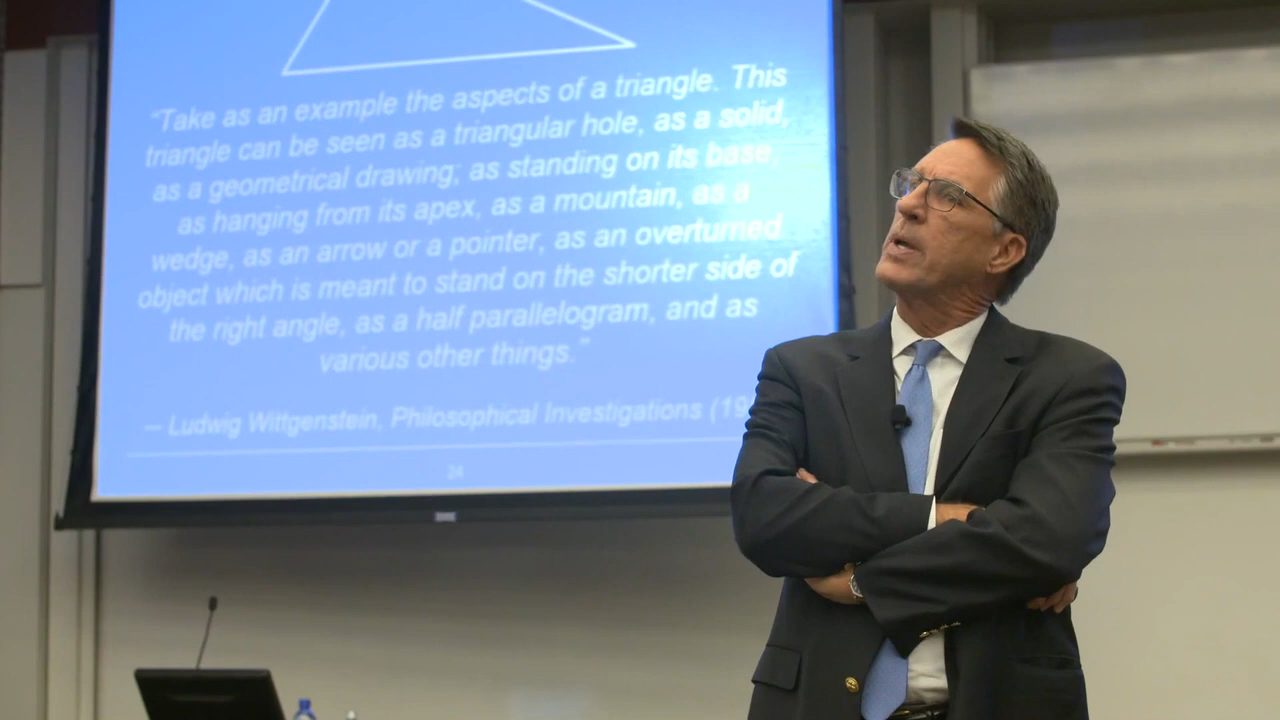 “Take as an example the aspects of a triangle. This
triangle can be seen as a triangular hole, as a solid,
as a geometrical drawing; as standing on its base,
as hanging from its apex, as a mountain, as a
wedge, as an arrow or a pointer, as an overturned
object which is meant to stand on the shorter side of
the right angle, as a half parallelogram, and as
various other things.”
— Ludwig Wittgenstein, Philosophical Investigations (19
24